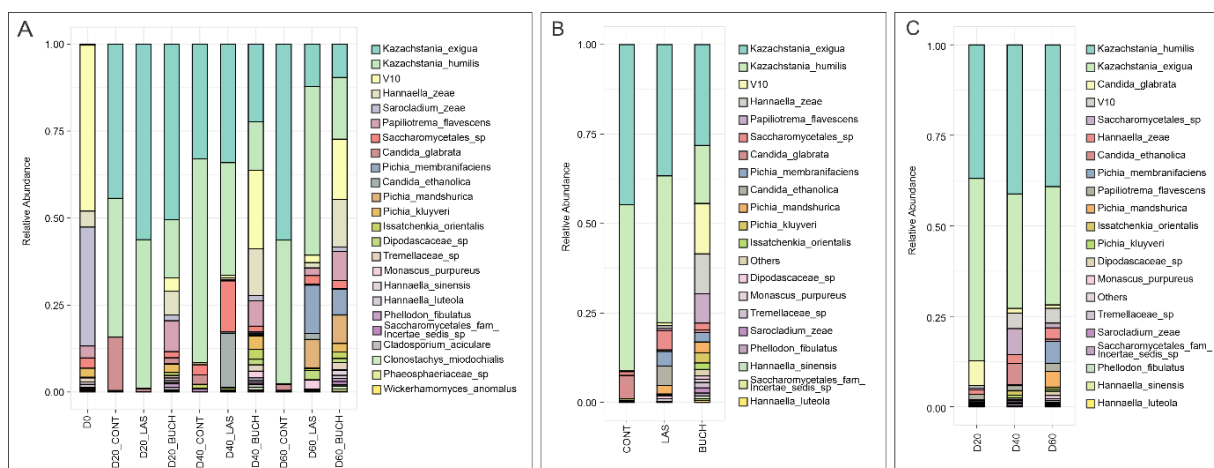 A
Relative Abundance
1.00
0.75
0.50
0.25
0.00
D0
D20_CONT
D20_LAS
D20_BUCH
D40_CONT
D40_LAS
D40_BUCH
D60_CONT
D60_LAS
D60_BUCH
Kazachstania_exigua
Kazachstania_humilis
V10
Hannaella_zeae
Sarocladium_zeae
Papiliotrema_flavescens
Saccharomycetales_sp
Candida_glabrata
Pichia_membranifaciens
Candida_ethanolica
Pichia_mandshurica
Pichia_kluyveri
Issatchenkia_orientalis
Dipodascaceae_sp
Tremellaceae_sp
Monascus_purpureus
Hannaella_sinensis
Hannaella_luteola
Phellodon_fibulatus
Saccharomycetales_fam_
Incertae_sedis_sp
Cladosporium_aciculare
Clonostachys_miodochialis
Phaeosphaeriaceae_sp
Wickerhamomyces_anomalus
B
Relative Abundance
1.00
0.75
0.50
0.25
0.00
CONT
LAS
BUCH
Kazachstania_exigua
Kazachstania_humilis
V10
Hannaella_zeae
Papiliotrema_flavescens
Saccharomycetales_sp
Candida_glabrata
Pichia_membranifaciens
Candida_ethanolica
Pichia_mandshurica
Pichia_kluyveri
Issatchenkia_orientalis
Others
Dipodascaceae_sp
Monascus_purpureus
Tremellaceae_sp
Sarocladium_zeae
Phellodon_fibulatus
Hannaella_sinensis
Saccharomycetales_fam_
Incertae_sedis_sp
Hannaella_luteola
C
Relative Abundance
1.00
0.75
0.50
0.25
0.00
D20
D40
D60
Kazachstania_humilis
Kazachstania_exigua
Candida_glabrata
V10
Saccharomycetales_sp
Hannaella_zeae
Candida_ethanolica
Pichia_membranifaciens
Papiliotrema_flavescens
Pichia_mandshurica
Issatchenkia_orientalis
Pichia_kluyveri
Dipodascaceae_sp
Monascus_purpureus
Others
Tremellaceae_sp
Sarocladium_zeae
Saccharomycetales_fam_
Incertae_sedis_sp
Phellodon_fibulatus
Hannaella_sinensis
Hannaella_luteola